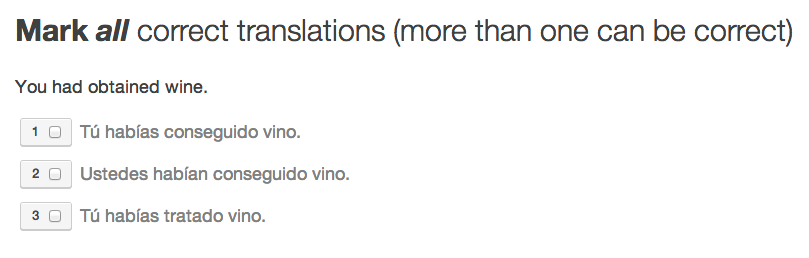 Mark all correct translations (more than one can be correct)
You had obtained wine.
1 Tú habías conseguido vino.
2 Ustedes habían conseguido vino.
3 Tú habías tratado vino.